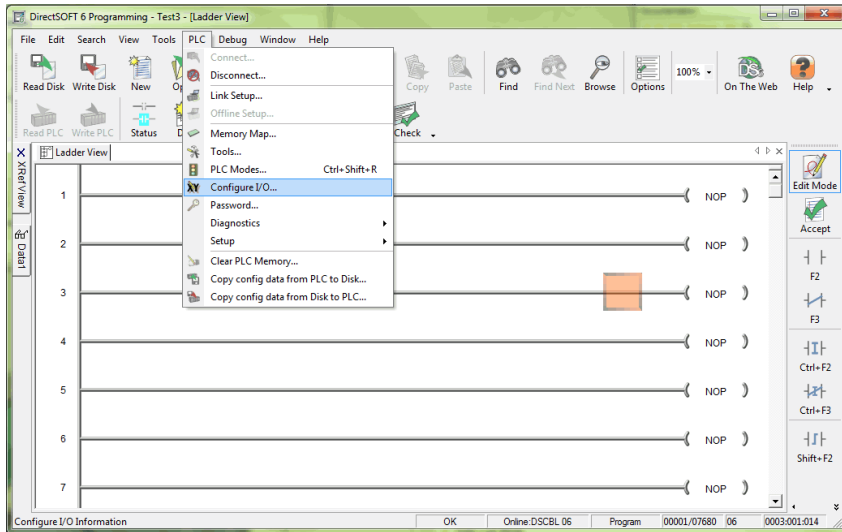 DirectSOFT 6 Programming - Test3 - [Ladder View]
File Edit Search View Tools PLC Debug Window Help
Read Disk Write Disk New Copy Paste Find Find Next Browse Options 100% On The Web Help
Read PLC Write PLC Status Check
Connect...
Disconnect...
Link Setup...
Offline Setup...
Memory Map...
Tools...
PLC Modes... Ctrl+Shift+R
Configure I/O...
Password...
Diagnostics
Setup
Clear PLC Memory...
Copy config data from PLC to Disk...
Copy config data from Disk to PLC...
X XRef View
Data1
Ladder View
1 NOP
2 NOP
3 NOP
4 NOP
5 NOP
6 NOP
7 NOP
Edit Mode
Accept
F2
F3
Ctrl+F2
Ctrl+F3
Shift+F2
Configure I/O Information OK Online:DSCBL 06 Program 00001/07680 06 0003:001:014